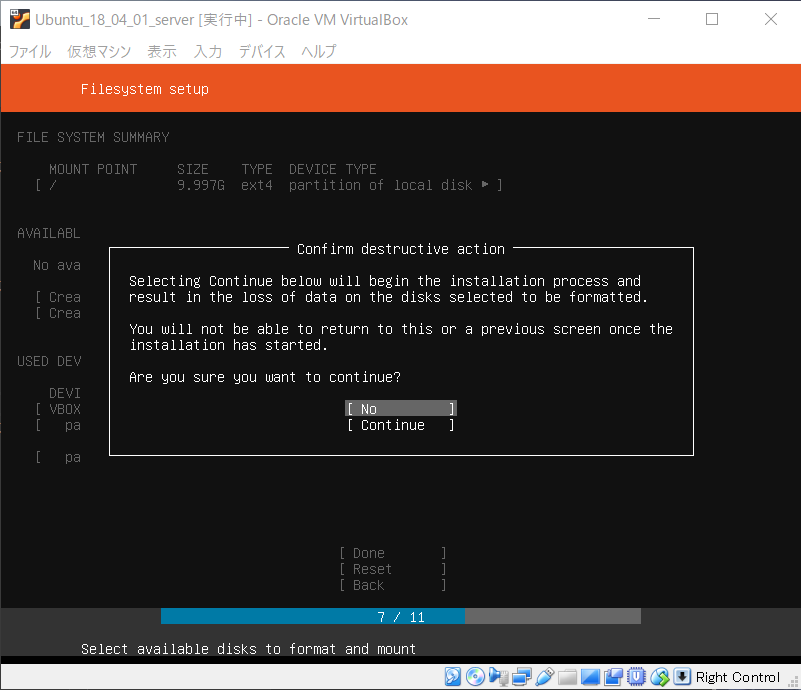 Ubuntu_18_04_01_server [実行中] - Oracle VM VirtualBox
ファイル 仮想マシン 表示 入力 デバイス ヘルプ
Filesystem setup
FILE SYSTEM SUMMARY
MOUNT POINT SIZE TYPE DEVICE TYPE
[ / 9.997G ext4 partition of local disk ▸ ]
AVAILABL
No ava
[ Crea
[ Crea
USED DEV
DEVI
[ VBOX
[ pa
[ pa
Confirm destructive action
Selecting Continue below will begin the installation process and
result in the loss of data on the disks selected to be formatted.
You will not be able to return to this or a previous screen once the
installation has started.
Are you sure you want to continue?
[ No ]
[ Continue ]
[ Done ]
[ Reset ]
[ Back ]
7 / 11
Select available disks to format and mount
Right Control